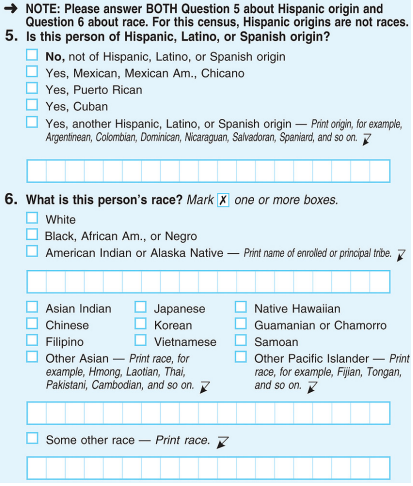 → NOTE: Please answer BOTH Question 5 about Hispanic origin and
Question 6 about race. For this census, Hispanic origins are not races.
5. Is this person of Hispanic, Latino, or Spanish origin?
No, not of Hispanic, Latino, or Spanish origin
Yes, Mexican, Mexican Am., Chicano
Yes, Puerto Rican
Yes, Cuban
Yes, another Hispanic, Latino, or Spanish origin — Print origin, for example,
Argentinean, Colombian, Dominican, Nicaraguan, Salvadoran, Spaniard, and so on.
6. What is this person's race? Mark X one or more boxes.
White
Black, African Am., or Negro
American Indian or Alaska Native — Print name of enrolled or principal tribe.
Asian Indian
Chinese
Filipino
Other Asian — Print race, for
example, Hmong, Laotian, Thai,
Pakistani, Cambodian, and so on.
Japanese
Korean
Vietnamese
Native Hawaiian
Guamanian or Chamorro
Samoan
Other Pacific Islander — Print
race, for example, Fijian, Tongan,
and so on.
Some other race — Print race.